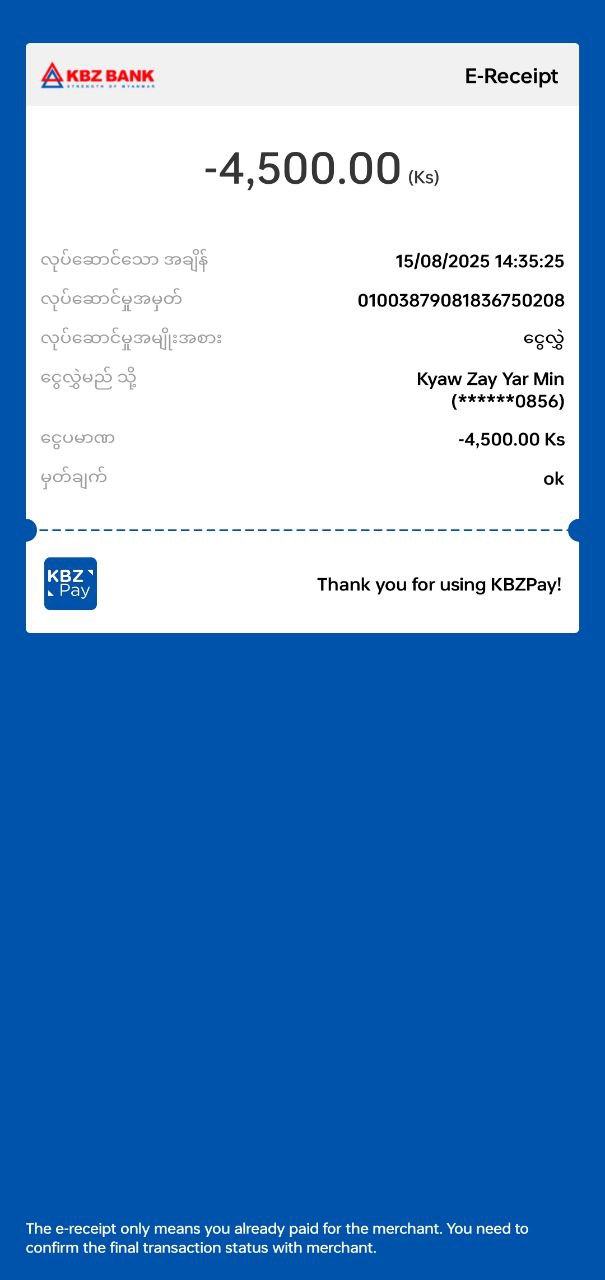 KBZ BANK
STRENGTH OF MYANMAR
E-Receipt
-4,500.00 (Ks)
လုပ်ဆောင်သော အချိန် 15/08/2025 14:35:25
လုပ်ဆောင်မှုအမှတ် 01003879081836750208
လုပ်ဆောင်မှုအမျိုးအစား ငွေလွှဲ
ငွေလွှဲမည် သို့ Kyaw Zay Yar Min
(******0856)
ငွေပမာဏ -4,500.00 Ks
မှတ်ချက် ok
KBZ
Pay
Thank you for using KBZPay!
The e-receipt only means you already paid for the merchant. You need to
confirm the final transaction status with merchant.